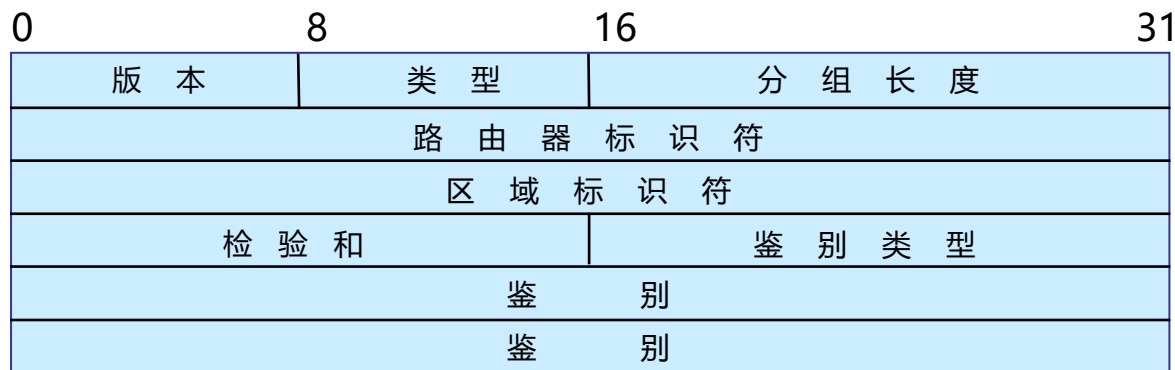 0 8 16 31
版 本 类 型 分 组 长 度
路 由 器 标 识 符
区 域 标 识 符
检 验 和 鉴 别 类 型
鉴 别
鉴 别